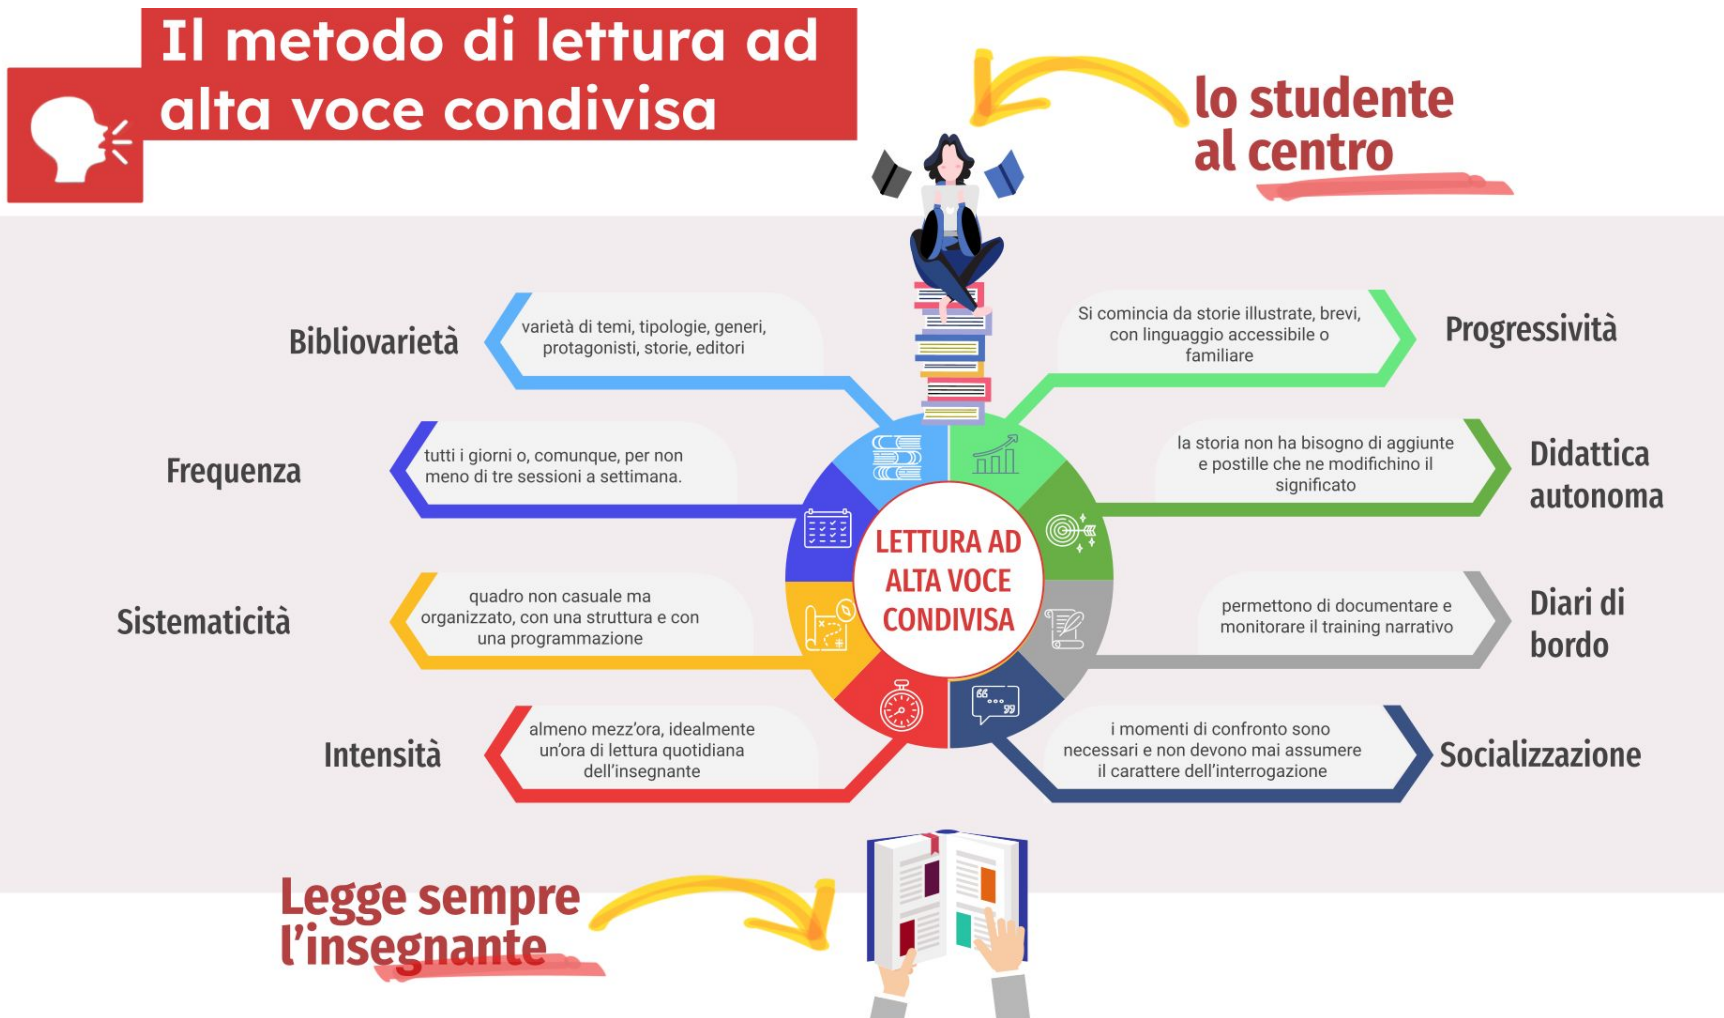 Il metodo di lettura ad
alta voce condivisa
lo studente
al centro
Bibliovarietà
varietà di temi, tipologie, generi,
protagonisti, storie, editori
Frequenza
tutti i giorni o, comunque, per non
meno di tre sessioni a settimana.
Sistematicità
quadro non casuale ma
organizzato, con una struttura e con
una programmazione
Intensità
almeno mezz'ora, idealmente
un'ora di lettura quotidiana
dell'insegnante
LETTURA AD
ALTA VOCE
CONDIVISA
Si comincia da storie illustrate, brevi,
con linguaggio accessibile o
familiare
Progressività
la storia non ha bisogno di aggiunte
e postille che ne modifichino il
significato
Didattica
autonoma
permettono di documentare e
monitorare il training narrativo
Diari di
bordo
i momenti di confronto sono
necessari e non devono mai assumere
il carattere dell'interrogazione
Socializzazione
Legge sempre
l'insegnante